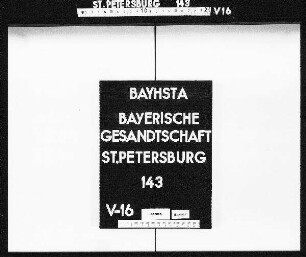 ST. PETERSBURG 143
V16
BAYHSTA
BAYERISCHE
GESANDTSCHAFT
ST.PETERSBURG
143
V-16